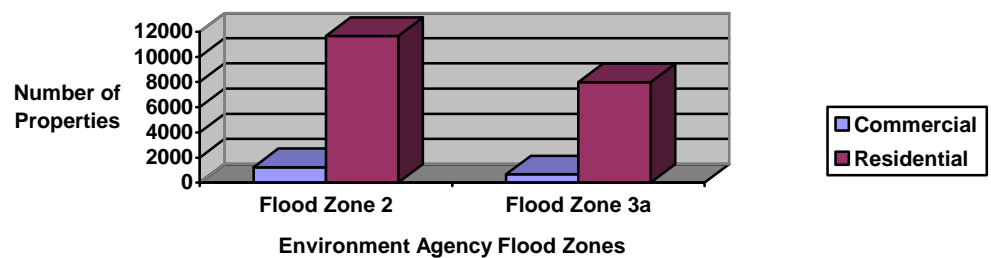 12000
10000
8000
6000
4000
2000
0
Number of
Properties
Flood Zone 2
Flood Zone 3a
Environment Agency Flood Zones
Commercial
Residential